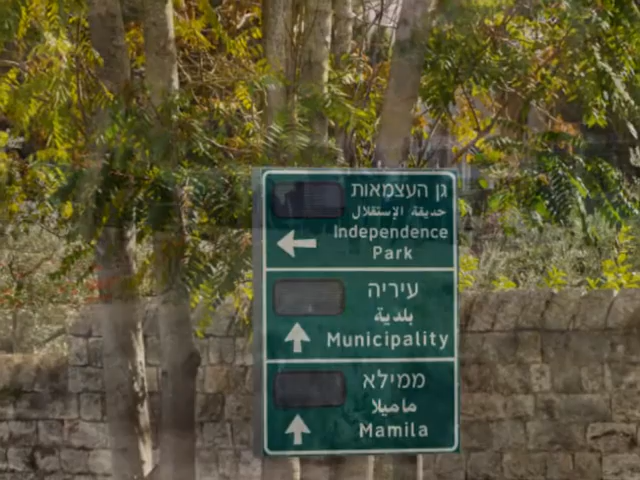 גן העצמאות
حديقة الإستقلال
Independence
Park
עיריה
بلدية
Municipality
ממילא
ماميلا
Mamila